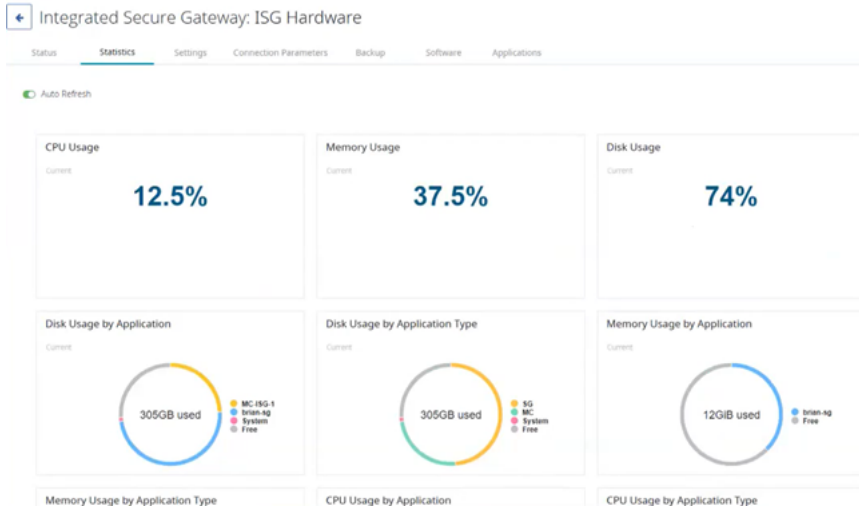 Integrated Secure Gateway: ISG Hardware
Status Statistics Settings Connection Parameters Backup Software Applications
Auto Refresh
CPU Usage
Current
12.5%
Memory Usage
Current
37.5%
Disk Usage
Current
74%
Disk Usage by Application
Current
305GB used
MC-ISG-1
brian-sg
System
Free
Disk Usage by Application Type
Current
305GB used
SG
MC
System
Free
Memory Usage by Application
Current
12GiB used
brian-sg
Free
Memory Usage by Application Type
CPU Usage by Application
CPU Usage by Application Type